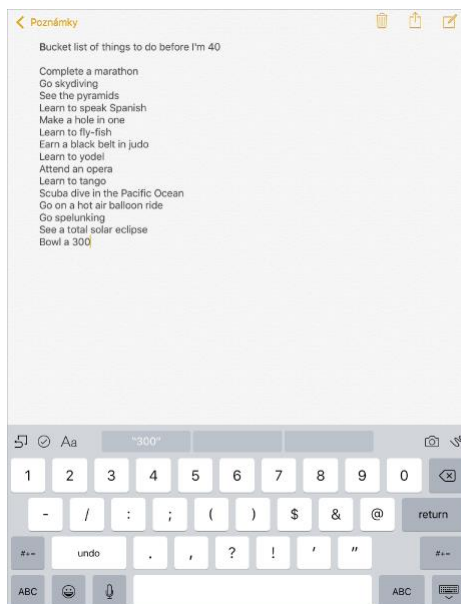 Poznámky
Bucket list of things to do before I'm 40
Complete a marathon
Go skydiving
See the pyramids
Learn to speak Spanish
Make a hole in one
Learn to fly-fish
Earn a black belt in judo
Learn to yodel
Attend an opera
Learn to tango
Scuba dive in the Pacific Ocean
Go on a hot air balloon ride
Go spelunking
See a total solar eclipse
Bowl a 300
Aa "300"
1 2 3 4 5 6 7 8 9 0
- / : ; ( ) $ & @ return
#+= undo . , ? ! ' " #+=
ABC ABC